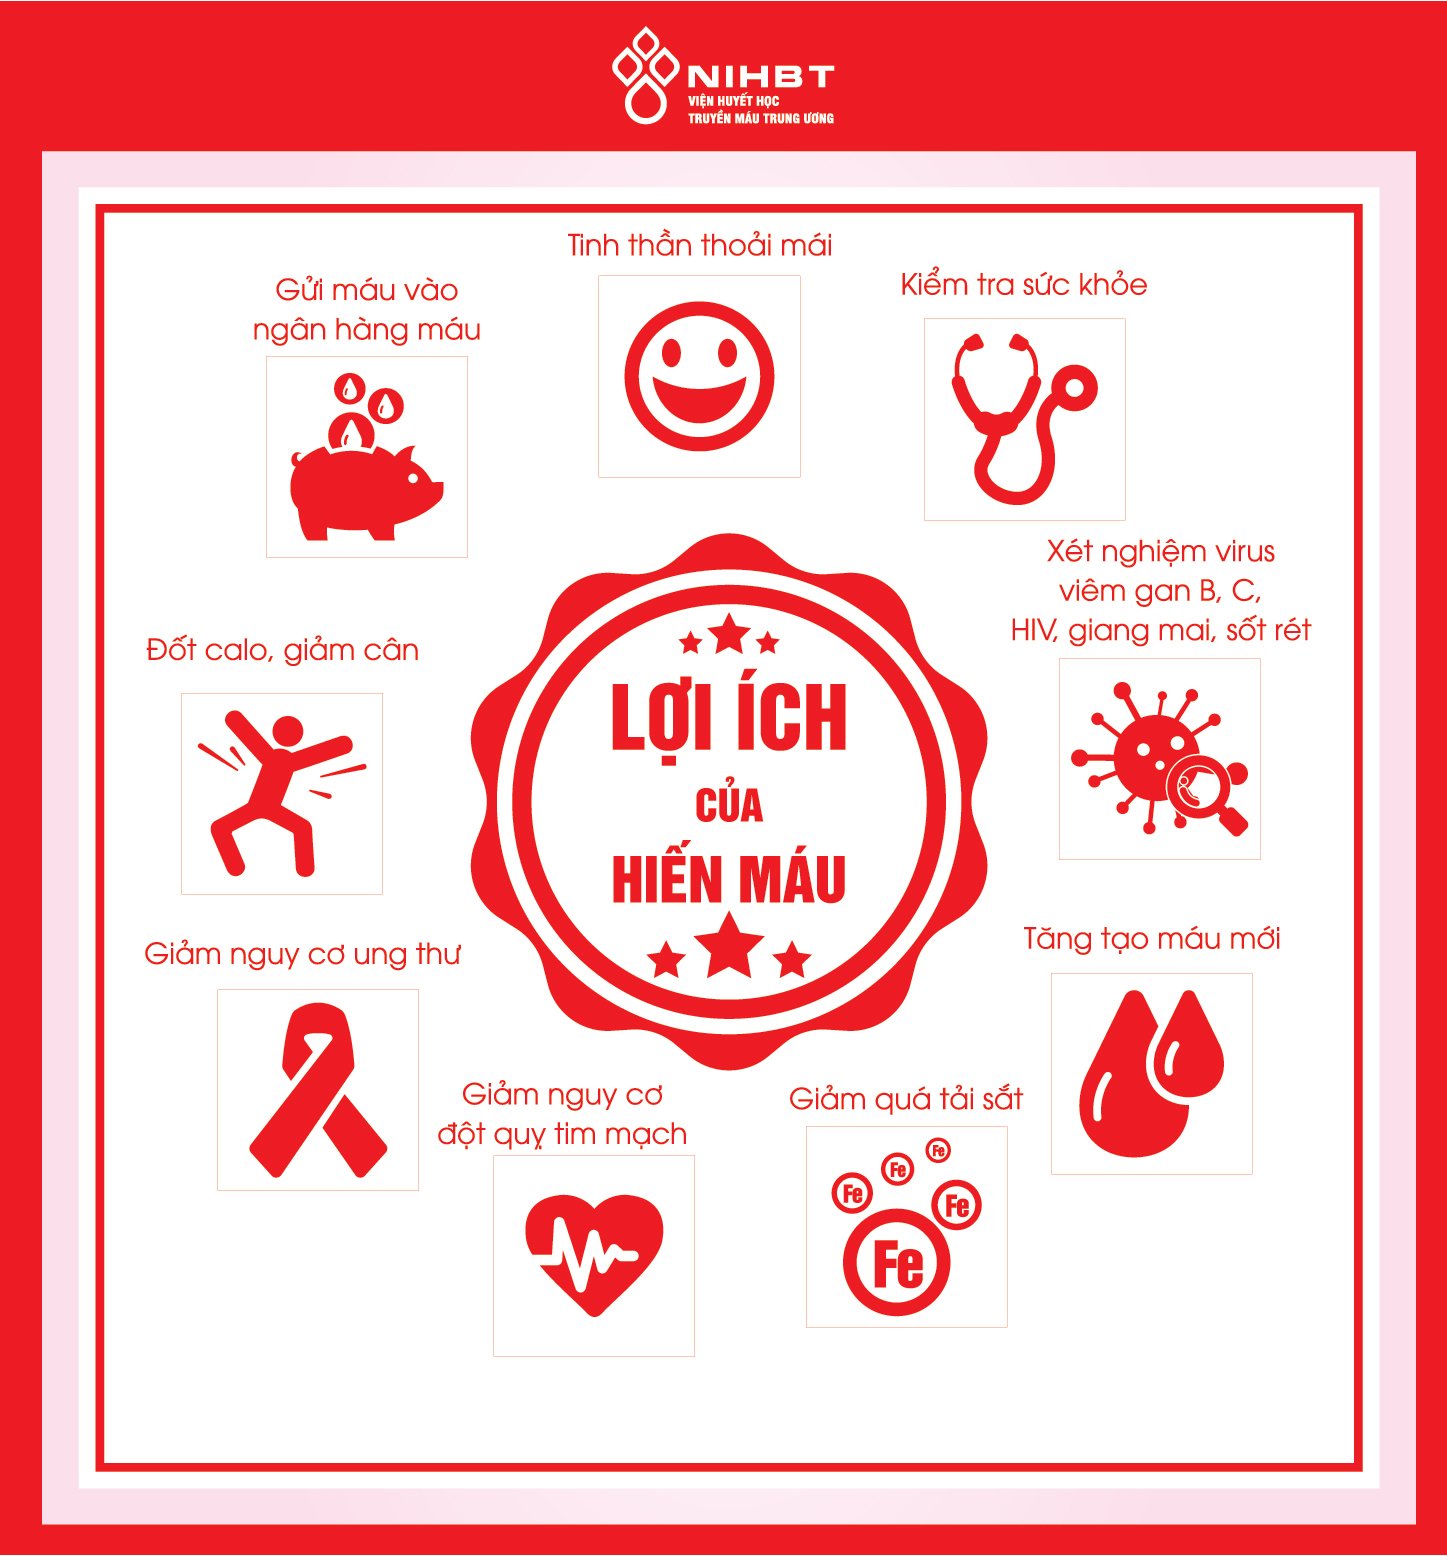 NIHBT
VIỆN HUYẾT HỌC
TRUYỀN MÁU TRUNG ƯƠNG
Tinh thần thoải mái
Kiểm tra sức khỏe
Gửi máu vào
ngân hàng máu
Xét nghiệm virus
viêm gan B, C,
HIV, giang mai, sốt rét
Đốt calo, giảm cân
LỢI ÍCH
CỦA
HIẾN MÁU
Tăng tạo máu mới
Giảm nguy cơ ung thư
Giảm nguy cơ
đột quỵ tim mạch
Giảm quá tải sắt
Fe
Fe
Fe
Fe
Fe